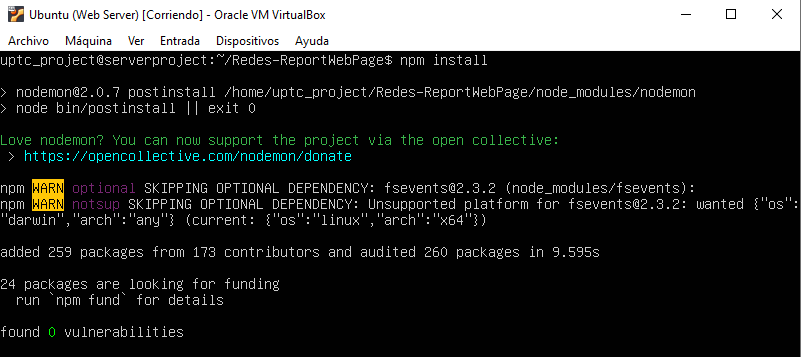 Ubuntu (Web Server) [Corriendo] - Oracle VM VirtualBox
Archivo Máquina Ver Entrada Dispositivos Ayuda
uptc_project@serverproject:~/Redes-ReportWebPage$ npm install
> nodemon@2.0.7 postinstall /home/uptc_project/Redes-ReportWebPage/node_modules/nodemon
> node bin/postinstall || exit 0
Love nodemon? You can now support the project via the open collective:
> https://opencollective.com/nodemon/donate
npm WARN optional SKIPPING OPTIONAL DEPENDENCY: fsevents@2.3.2 (node_modules/fsevents):
npm WARN notsup SKIPPING OPTIONAL DEPENDENCY: Unsupported platform for fsevents@2.3.2: wanted {"os":
"darwin","arch":"any"} (current: {"os":"linux","arch":"x64"})
added 259 packages from 173 contributors and audited 260 packages in 9.595s
24 packages are looking for funding
run `npm fund` for details
found 0 vulnerabilities